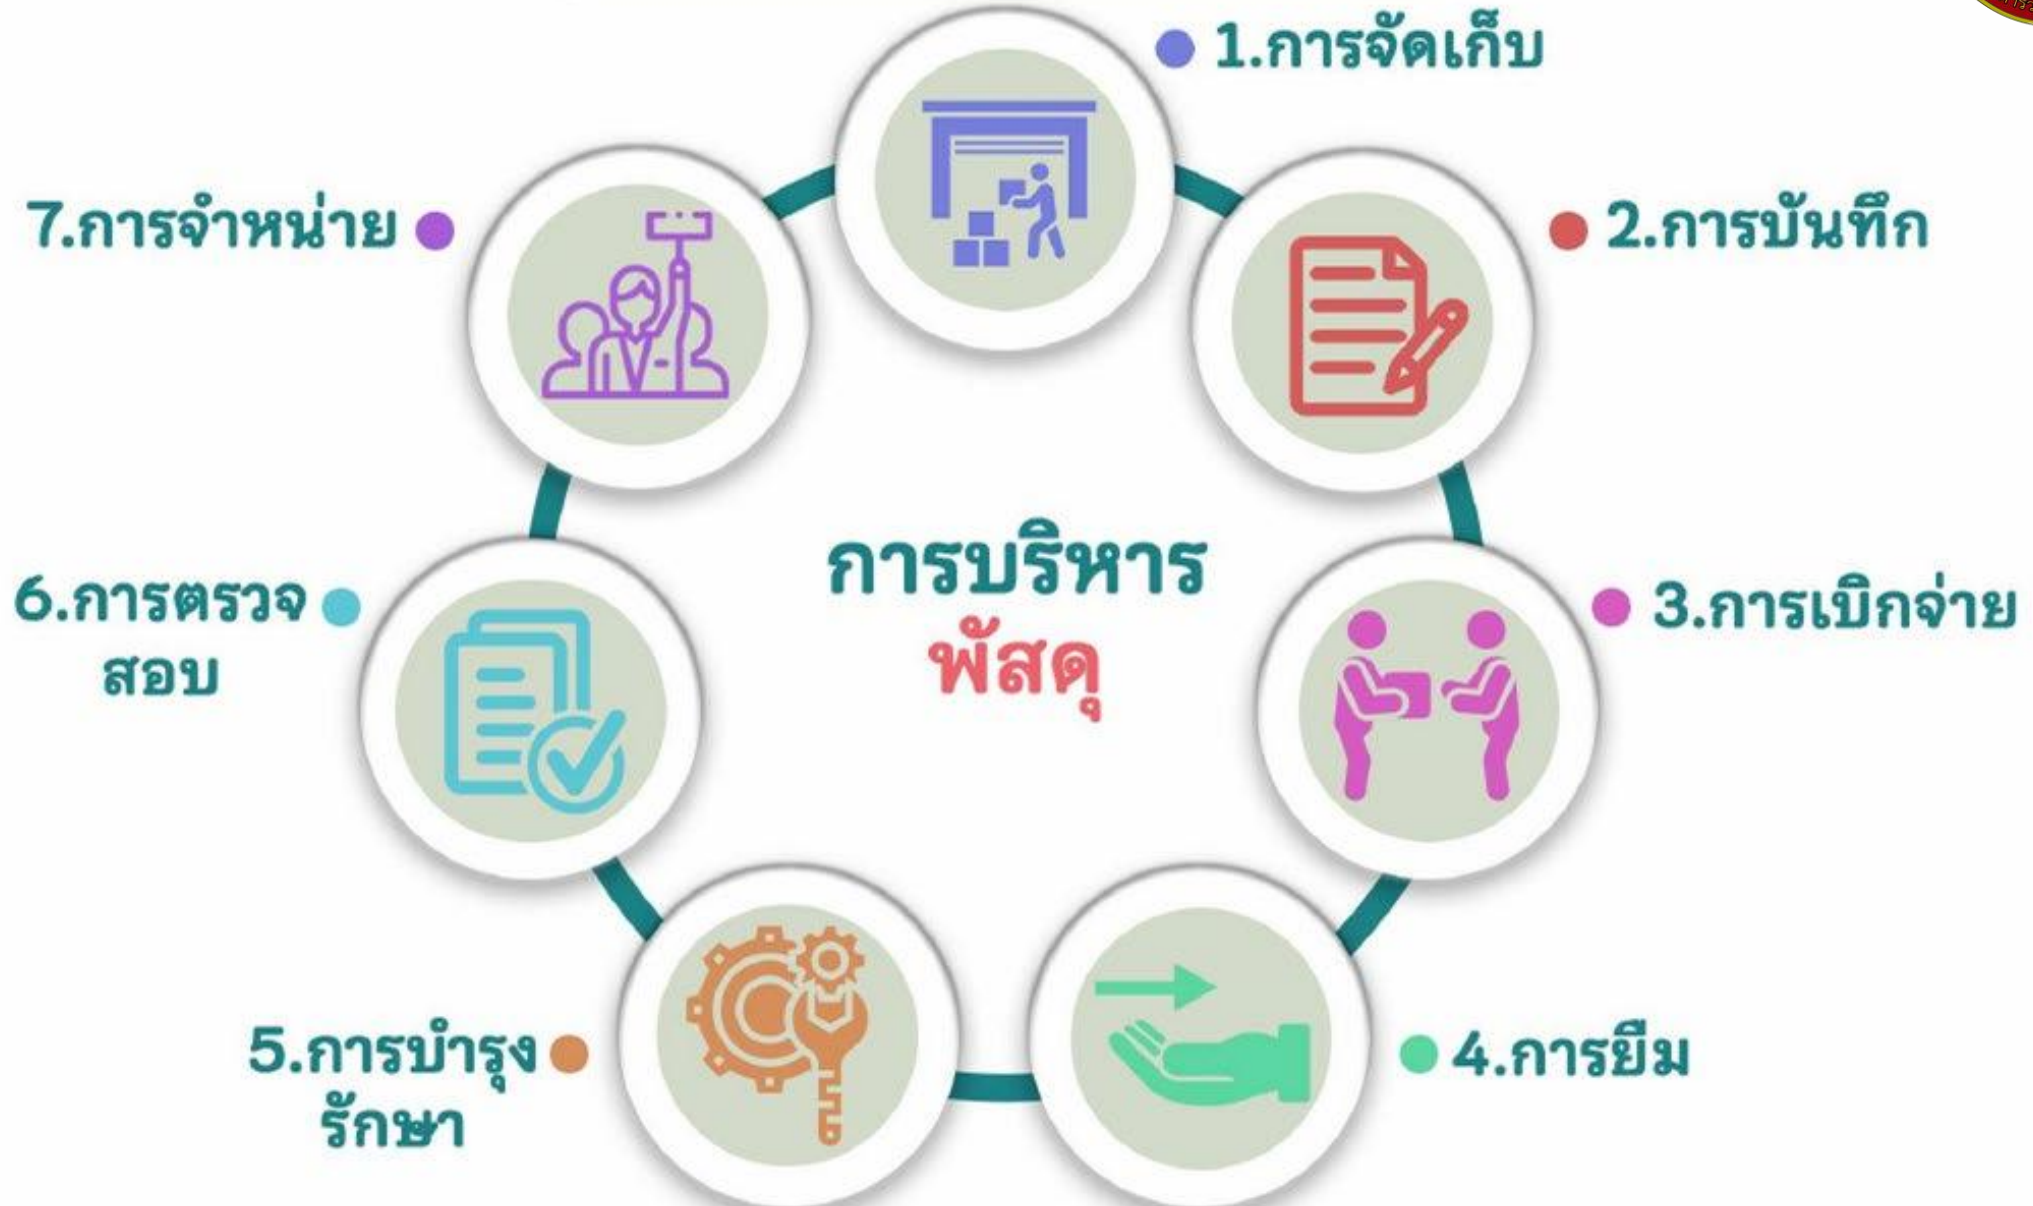 การบริหาร
พัสดุ
1.การจัดเก็บ
2.การบันทึก
3.การเบิกจ่าย
4.การยืม
5.การบำรุง
รักษา
6.การตรวจ
สอบ
7.การจำหน่าย